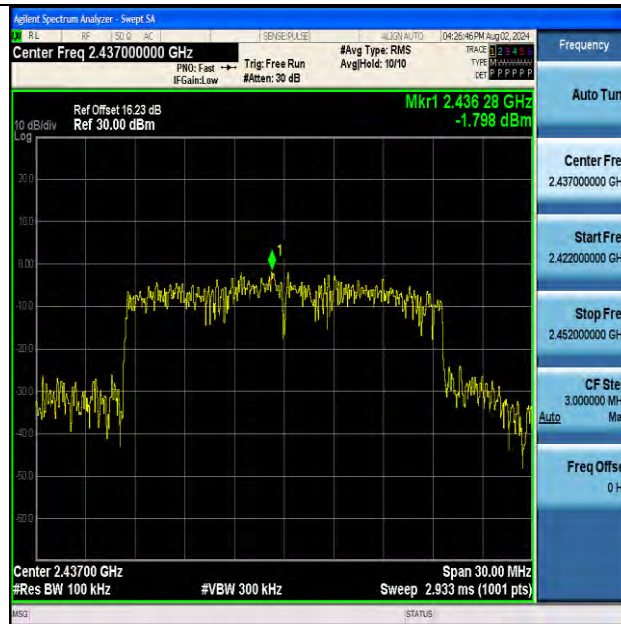 Agilent Spectrum Analyzer - Swept SA
RL RF 50 Ω AC SENSE:PULSE ALIGN AUTO 04:26:46 PM Aug 02, 2024
Center Freq 2.437000000 GHz
PNO: Fast
IFGain:Low
Trig: Free Run
#Atten: 30 dB
#Avg Type: RMS
Avg|Hold: 10/10
TRACE 1 2 3 4 5 6
TYPE M
DET P P P P P P
Frequency
Auto Tun
Center Fre
2.437000000 GH
Start Fre
2.422000000 GH
Stop Fre
2.452000000 GH
CF Ste
3.000000 MH
Auto Ma
Freq Offse
0 H
Mkr1 2.436 28 GHz
-1.798 dBm
Ref Offset 16.23 dB
10 dB/div Ref 30.00 dBm
Log
20.0
10.0
0.00
-10.0
-20.0
-30.0
-40.0
-50.0
-60.0
1
Center 2.43700 GHz Span 30.00 MHz
#Res BW 100 kHz #VBW 300 kHz Sweep 2.933 ms (1001 pts)
MSG STATUS